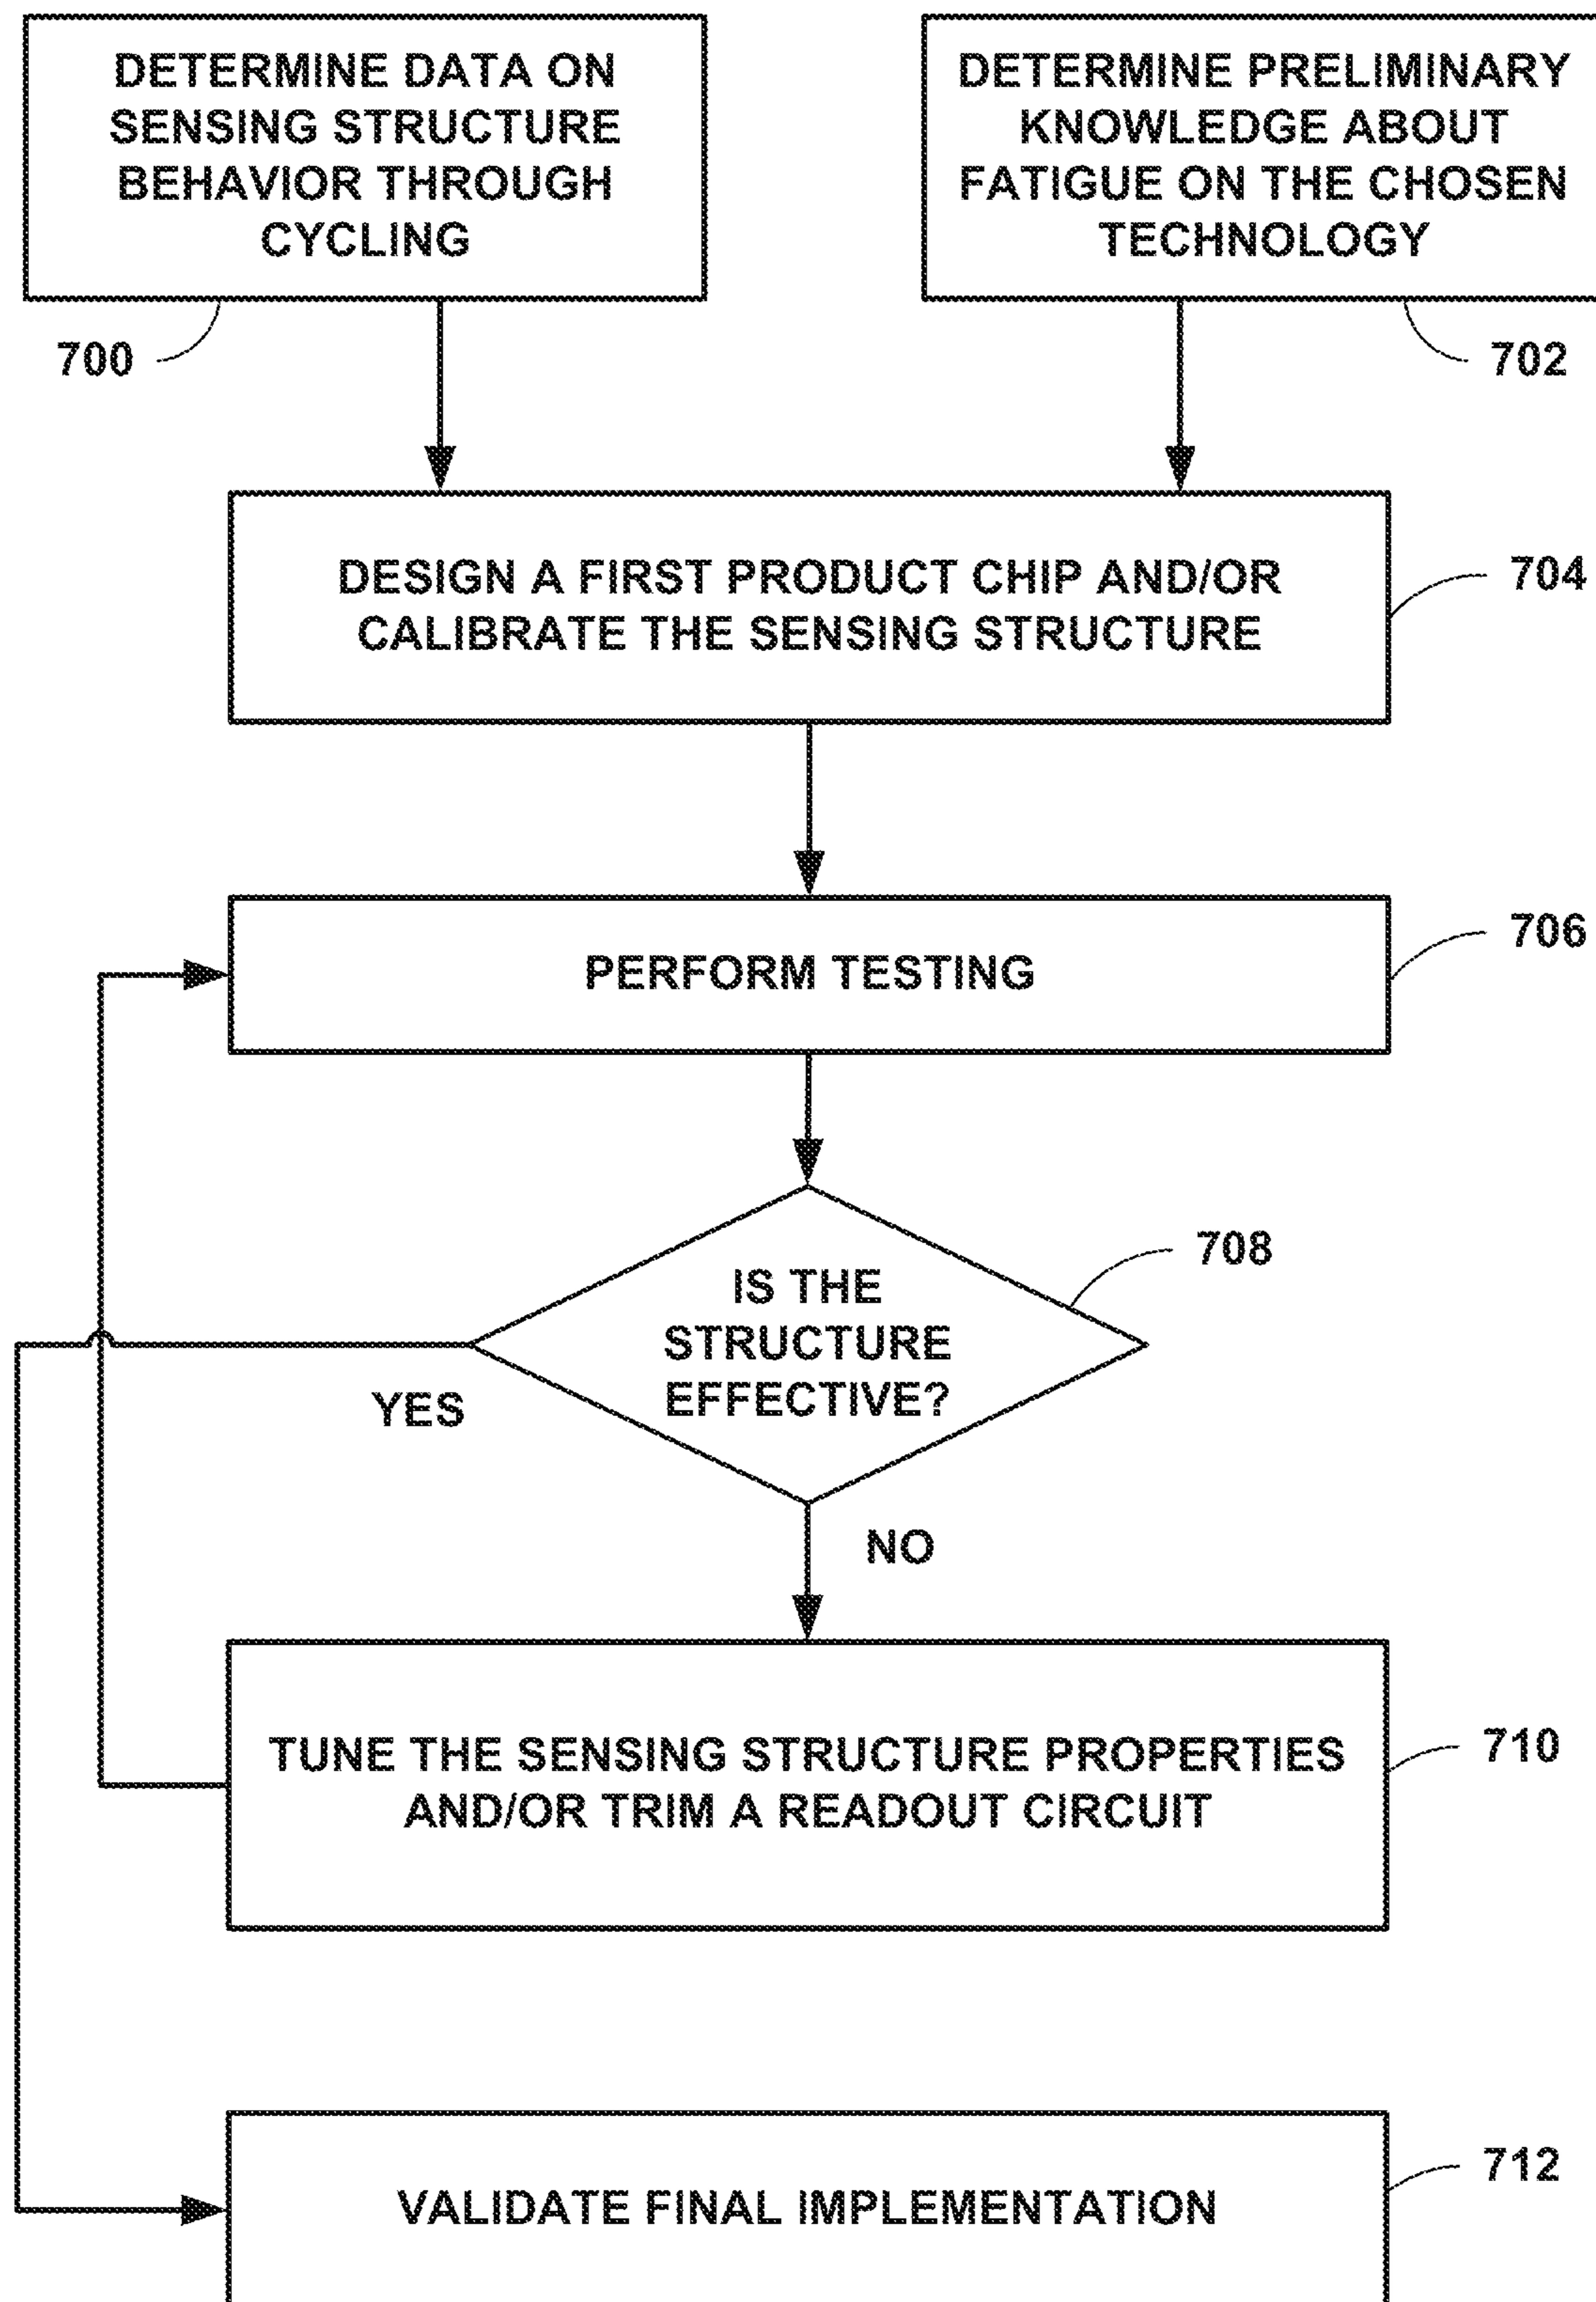 DETERMINE DATA ON
SENSING STRUCTURE
BEHAVIOR THROUGH
CYCLING
700
DETERMINE PRELIMINARY
KNOWLEDGE ABOUT
FATIGUE ON THE CHOSEN
TECHNOLOGY
702
DESIGN A FIRST PRODUCT CHIP AND/OR
CALIBRATE THE SENSING STRUCTURE
704
PERFORM TESTING
706
IS THE
STRUCTURE
EFFECTIVE?
708
YES
NO
TUNE THE SENSING STRUCTURE PROPERTIES
AND/OR TRIM A READOUT CIRCUIT
710
VALIDATE FINAL IMPLEMENTATION
712